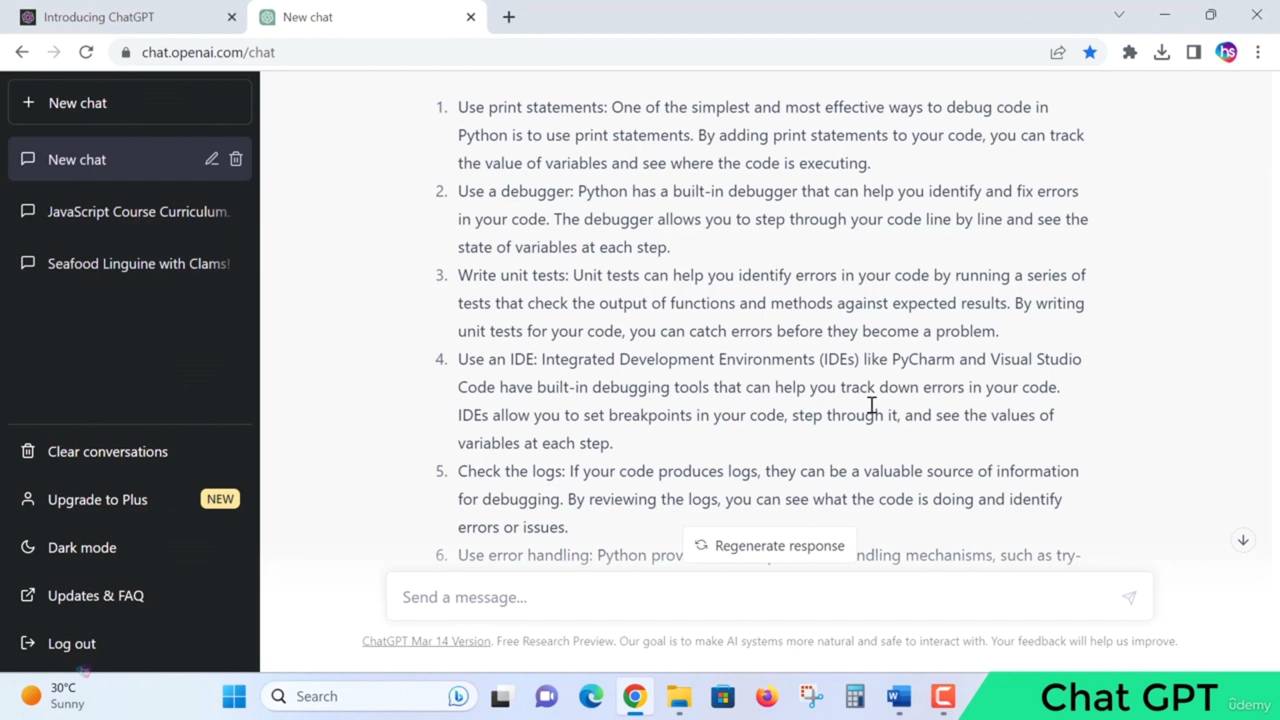 Introducing ChatGPT
New chat
chat.openai.com/chat
hs
New chat
New chat
JavaScript Course Curriculum.
Seafood Linguine with Clams!
Clear conversations
Upgrade to Plus
NEW
Dark mode
Updates & FAQ
Log out
1. Use print statements: One of the simplest and most effective ways to debug code in
Python is to use print statements. By adding print statements to your code, you can track
the value of variables and see where the code is executing.
2. Use a debugger: Python has a built-in debugger that can help you identify and fix errors
in your code. The debugger allows you to step through your code line by line and see the
state of variables at each step.
3. Write unit tests: Unit tests can help you identify errors in your code by running a series of
tests that check the output of functions and methods against expected results. By writing
unit tests for your code, you can catch errors before they become a problem.
4. Use an IDE: Integrated Development Environments (IDEs) like PyCharm and Visual Studio
Code have built-in debugging tools that can help you track down errors in your code.
IDEs allow you to set breakpoints in your code, step through it, and see the values of
variables at each step.
5. Check the logs: If your code produces logs, they can be a valuable source of information
for debugging. By reviewing the logs, you can see what the code is doing and identify
errors or issues.
6. Use error handling: Python prov ndling mechanisms, such as try-
Regenerate response
Send a message...
ChatGPT Mar 14 Version. Free Research Preview. Our goal is to make AI systems more natural and safe to interact with. Your feedback will help us improve.
30°C
Sunny
Search
Chat GPT
ûdemy